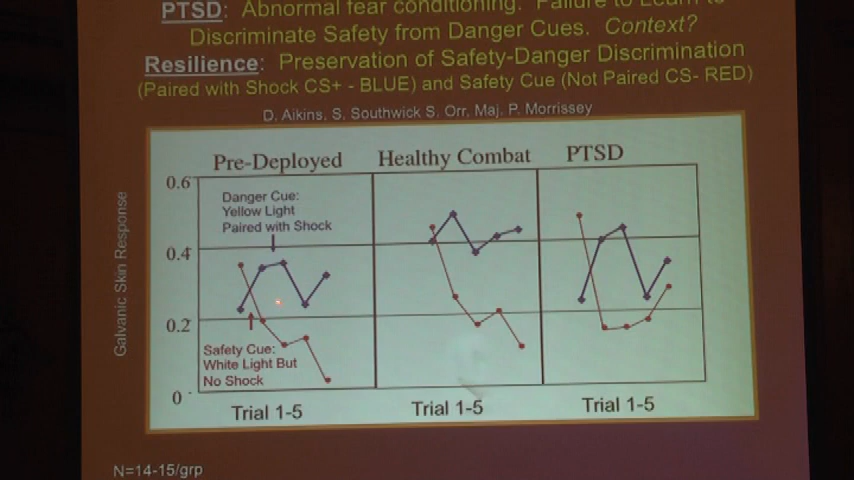 PTSD: Abnormal fear conditioning. Failure to Learn to
Discriminate Safety from Danger Cues. Context?
Resilience: Preservation of Safety-Danger Discrimination
(Paired with Shock CS+ - BLUE) and Safety Cue (Not Paired CS- RED)
D. Aikins, S. Southwick S. Orr, Maj. P. Morrissey
Pre-Deployed Healthy Combat PTSD
0.6
Danger Cue:
Yellow Light
Paired with Shock
0.4
Galvanic Skin Response
0.2
Safety Cue:
White Light But
No Shock
0
Trial 1-5 Trial 1-5 Trial 1-5
N=14-15/grp